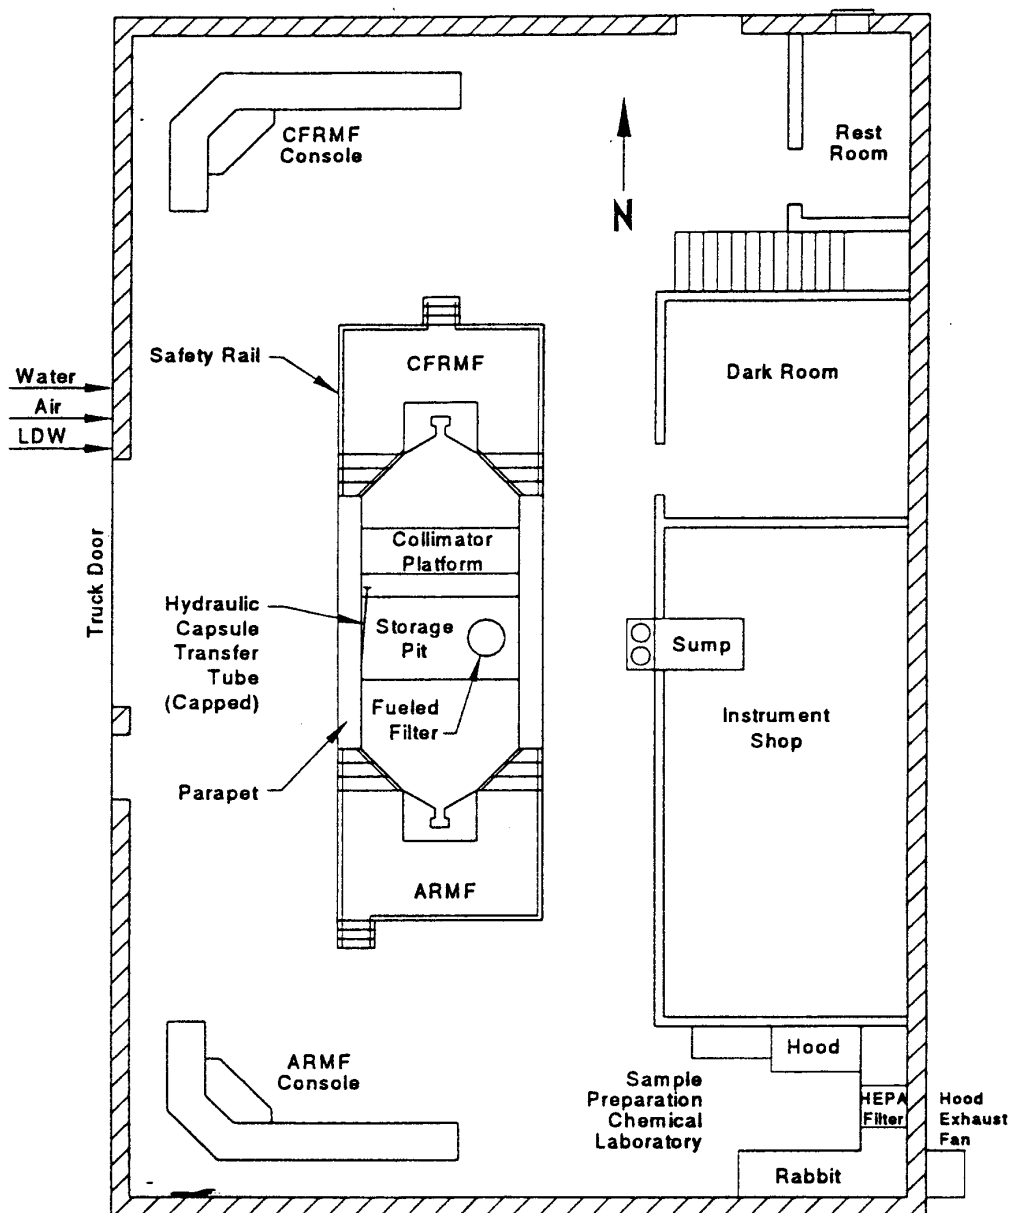 CFRMF
Console
Rest
Room
N
Safety Rail
CFRMF
Dark Room
Water
Air
LDW
Truck Door
Collimator
Platform
Hydraulic
Capsule
Transfer
Tube
(Capped)
Storage
Pit
Sump
Fueled
Filter
Instrument
Shop
Parapet
ARMF
ARMF
Console
Hood
Sample
Preparation
Chemical
Laboratory
HEPA
Filter
Hood
Exhaust
Fan
Rabbit